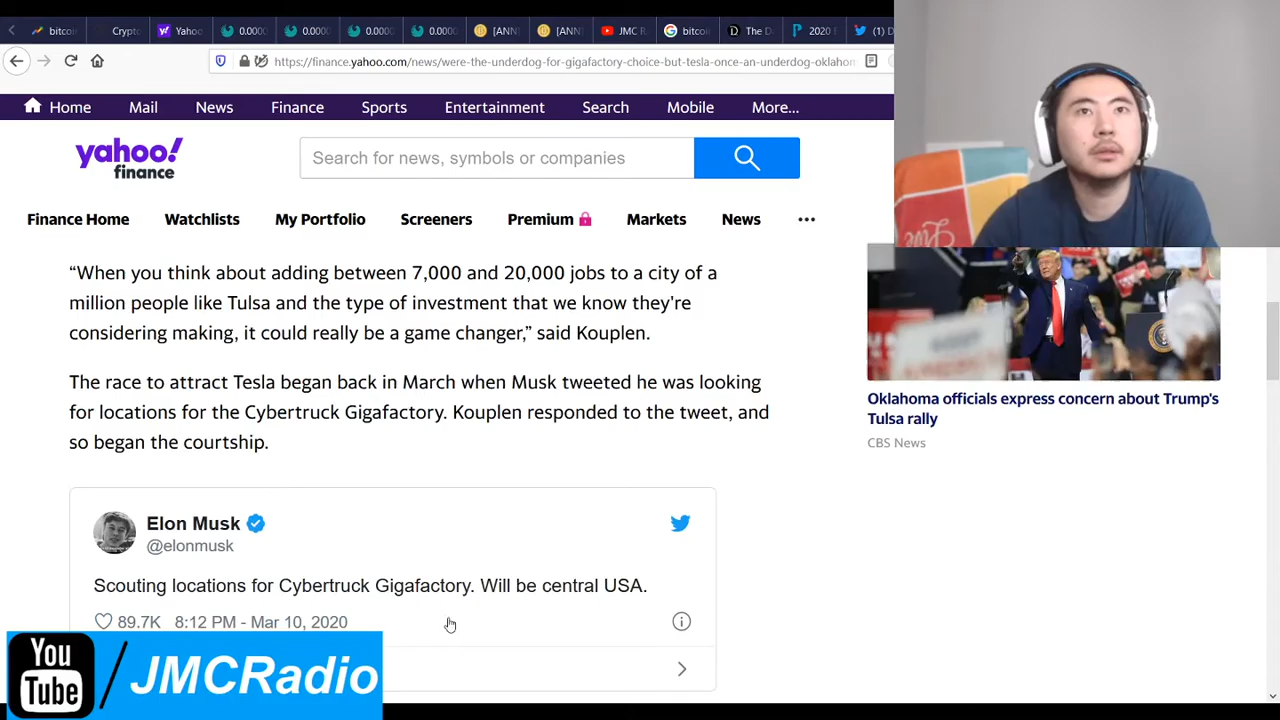 bitcoi
Crypto
Yahoo
0.0000
0.0000
0.0000
0.0000
[ANN]
[ANN]
JMC R
bitcoi
The D
2020 F
(1) D
https://finance.yahoo.com/news/were-the-underdog-for-gigafactory-choice-but-tesla-once-an-underdog-oklahom
Home Mail News Finance Sports Entertainment Search Mobile More...
yahoo!
finance
Search for news, symbols or companies
Finance Home Watchlists My Portfolio Screeners Premium Markets News
“When you think about adding between 7,000 and 20,000 jobs to a city of a
million people like Tulsa and the type of investment that we know they're
considering making, it could really be a game changer,” said Kouplen.
The race to attract Tesla began back in March when Musk tweeted he was looking
for locations for the Cybertruck Gigafactory. Kouplen responded to the tweet, and
so began the courtship.
Elon Musk
@elonmusk
Scouting locations for Cybertruck Gigafactory. Will be central USA.
89.7K 8:12 PM - Mar 10, 2020
Oklahoma officials express concern about Trump's
Tulsa rally
CBS News
You
Tube
/JMCRadio